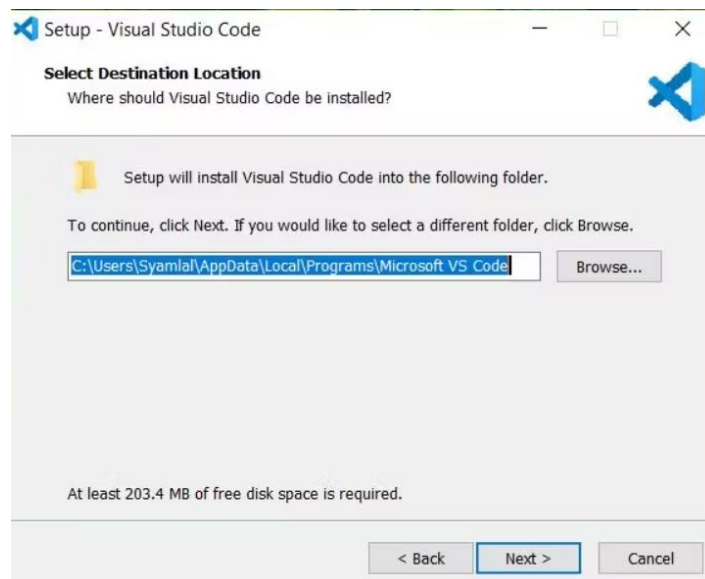 Setup - Visual Studio Code
Select Destination Location
Where should Visual Studio Code be installed?
Setup will install Visual Studio Code into the following folder.
To continue, click Next. If you would like to select a different folder, click Browse.
C:\Users\Syamlal\AppData\Local\Programs\Microsoft VS Code
Browse...
At least 203.4 MB of free disk space is required.
< Back
Next >
Cancel